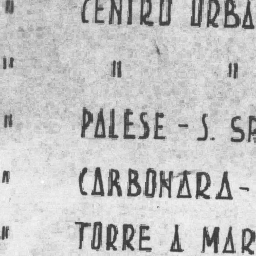 " CENTRO URBA
" " "
" PALESE - S. SP
" CARBONARA -
" TORRE A MAR